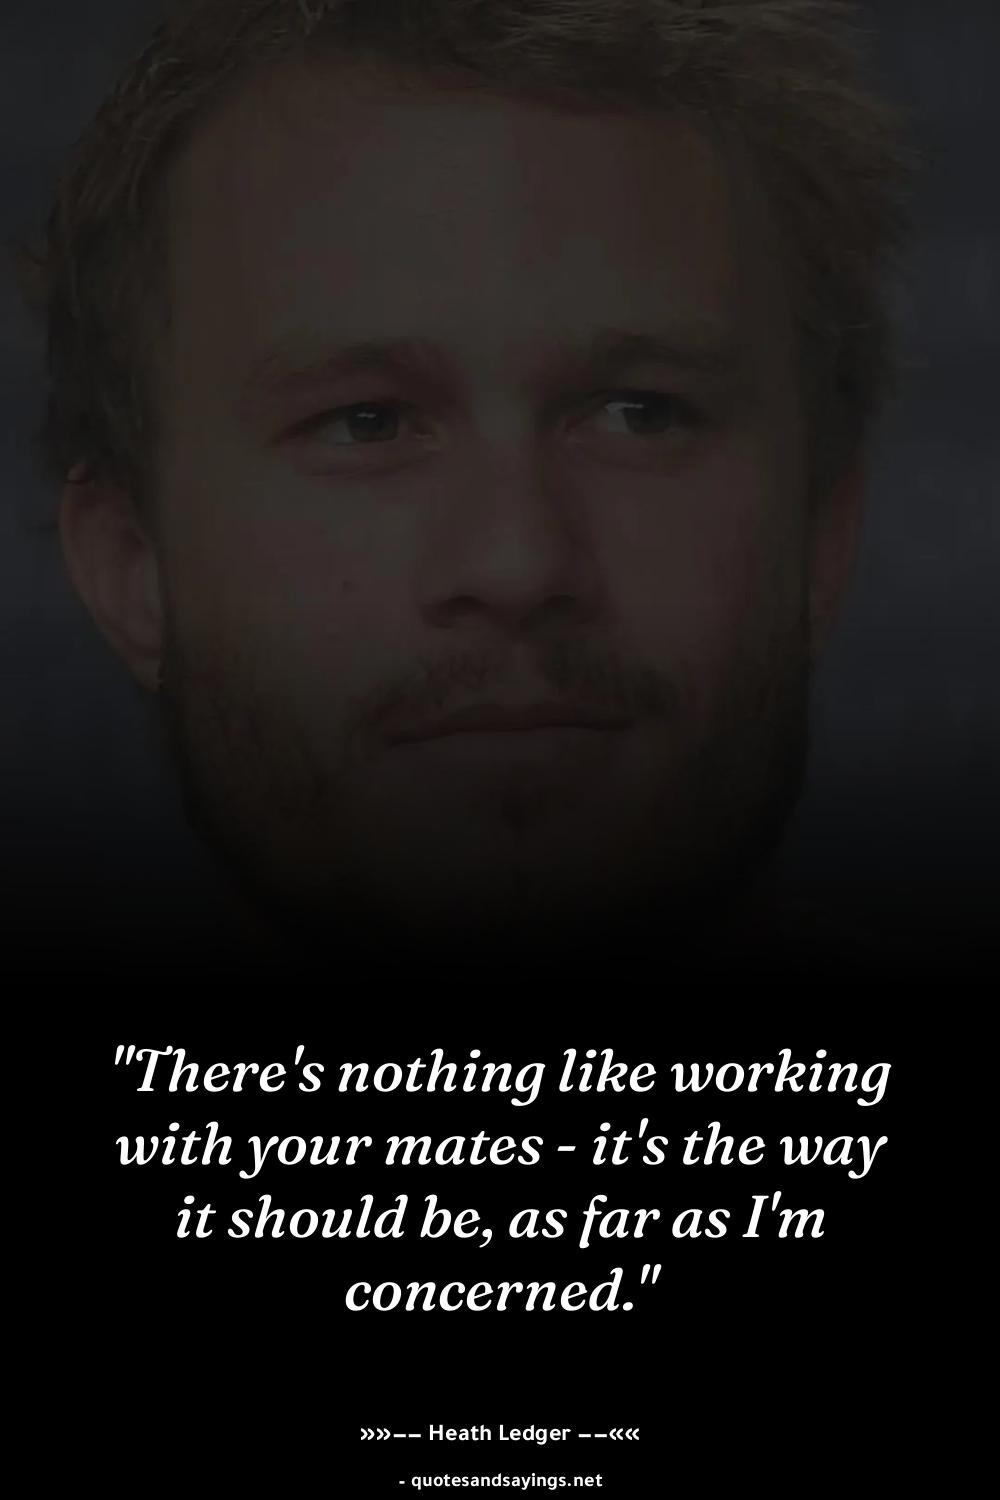 "There's nothing like working
with your mates - it's the way
it should be, as far as I'm
concerned."
»»−− Heath Ledger −−««
- quotesandsayings.net